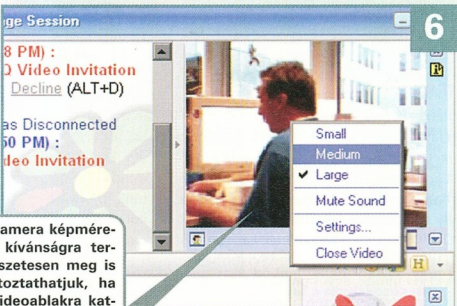 ge Session
6
8 PM) :
Q Video Invitation
Decline (ALT+D)
as Disconnected
50 PM) :
deo Invitation
Small
Medium
✓ Large
Mute Sound
Settings...
Close Video
H
amera képmére-
kívánságra ter-
szetesen meg is
toztathatjuk, ha
ideoablakra kat-